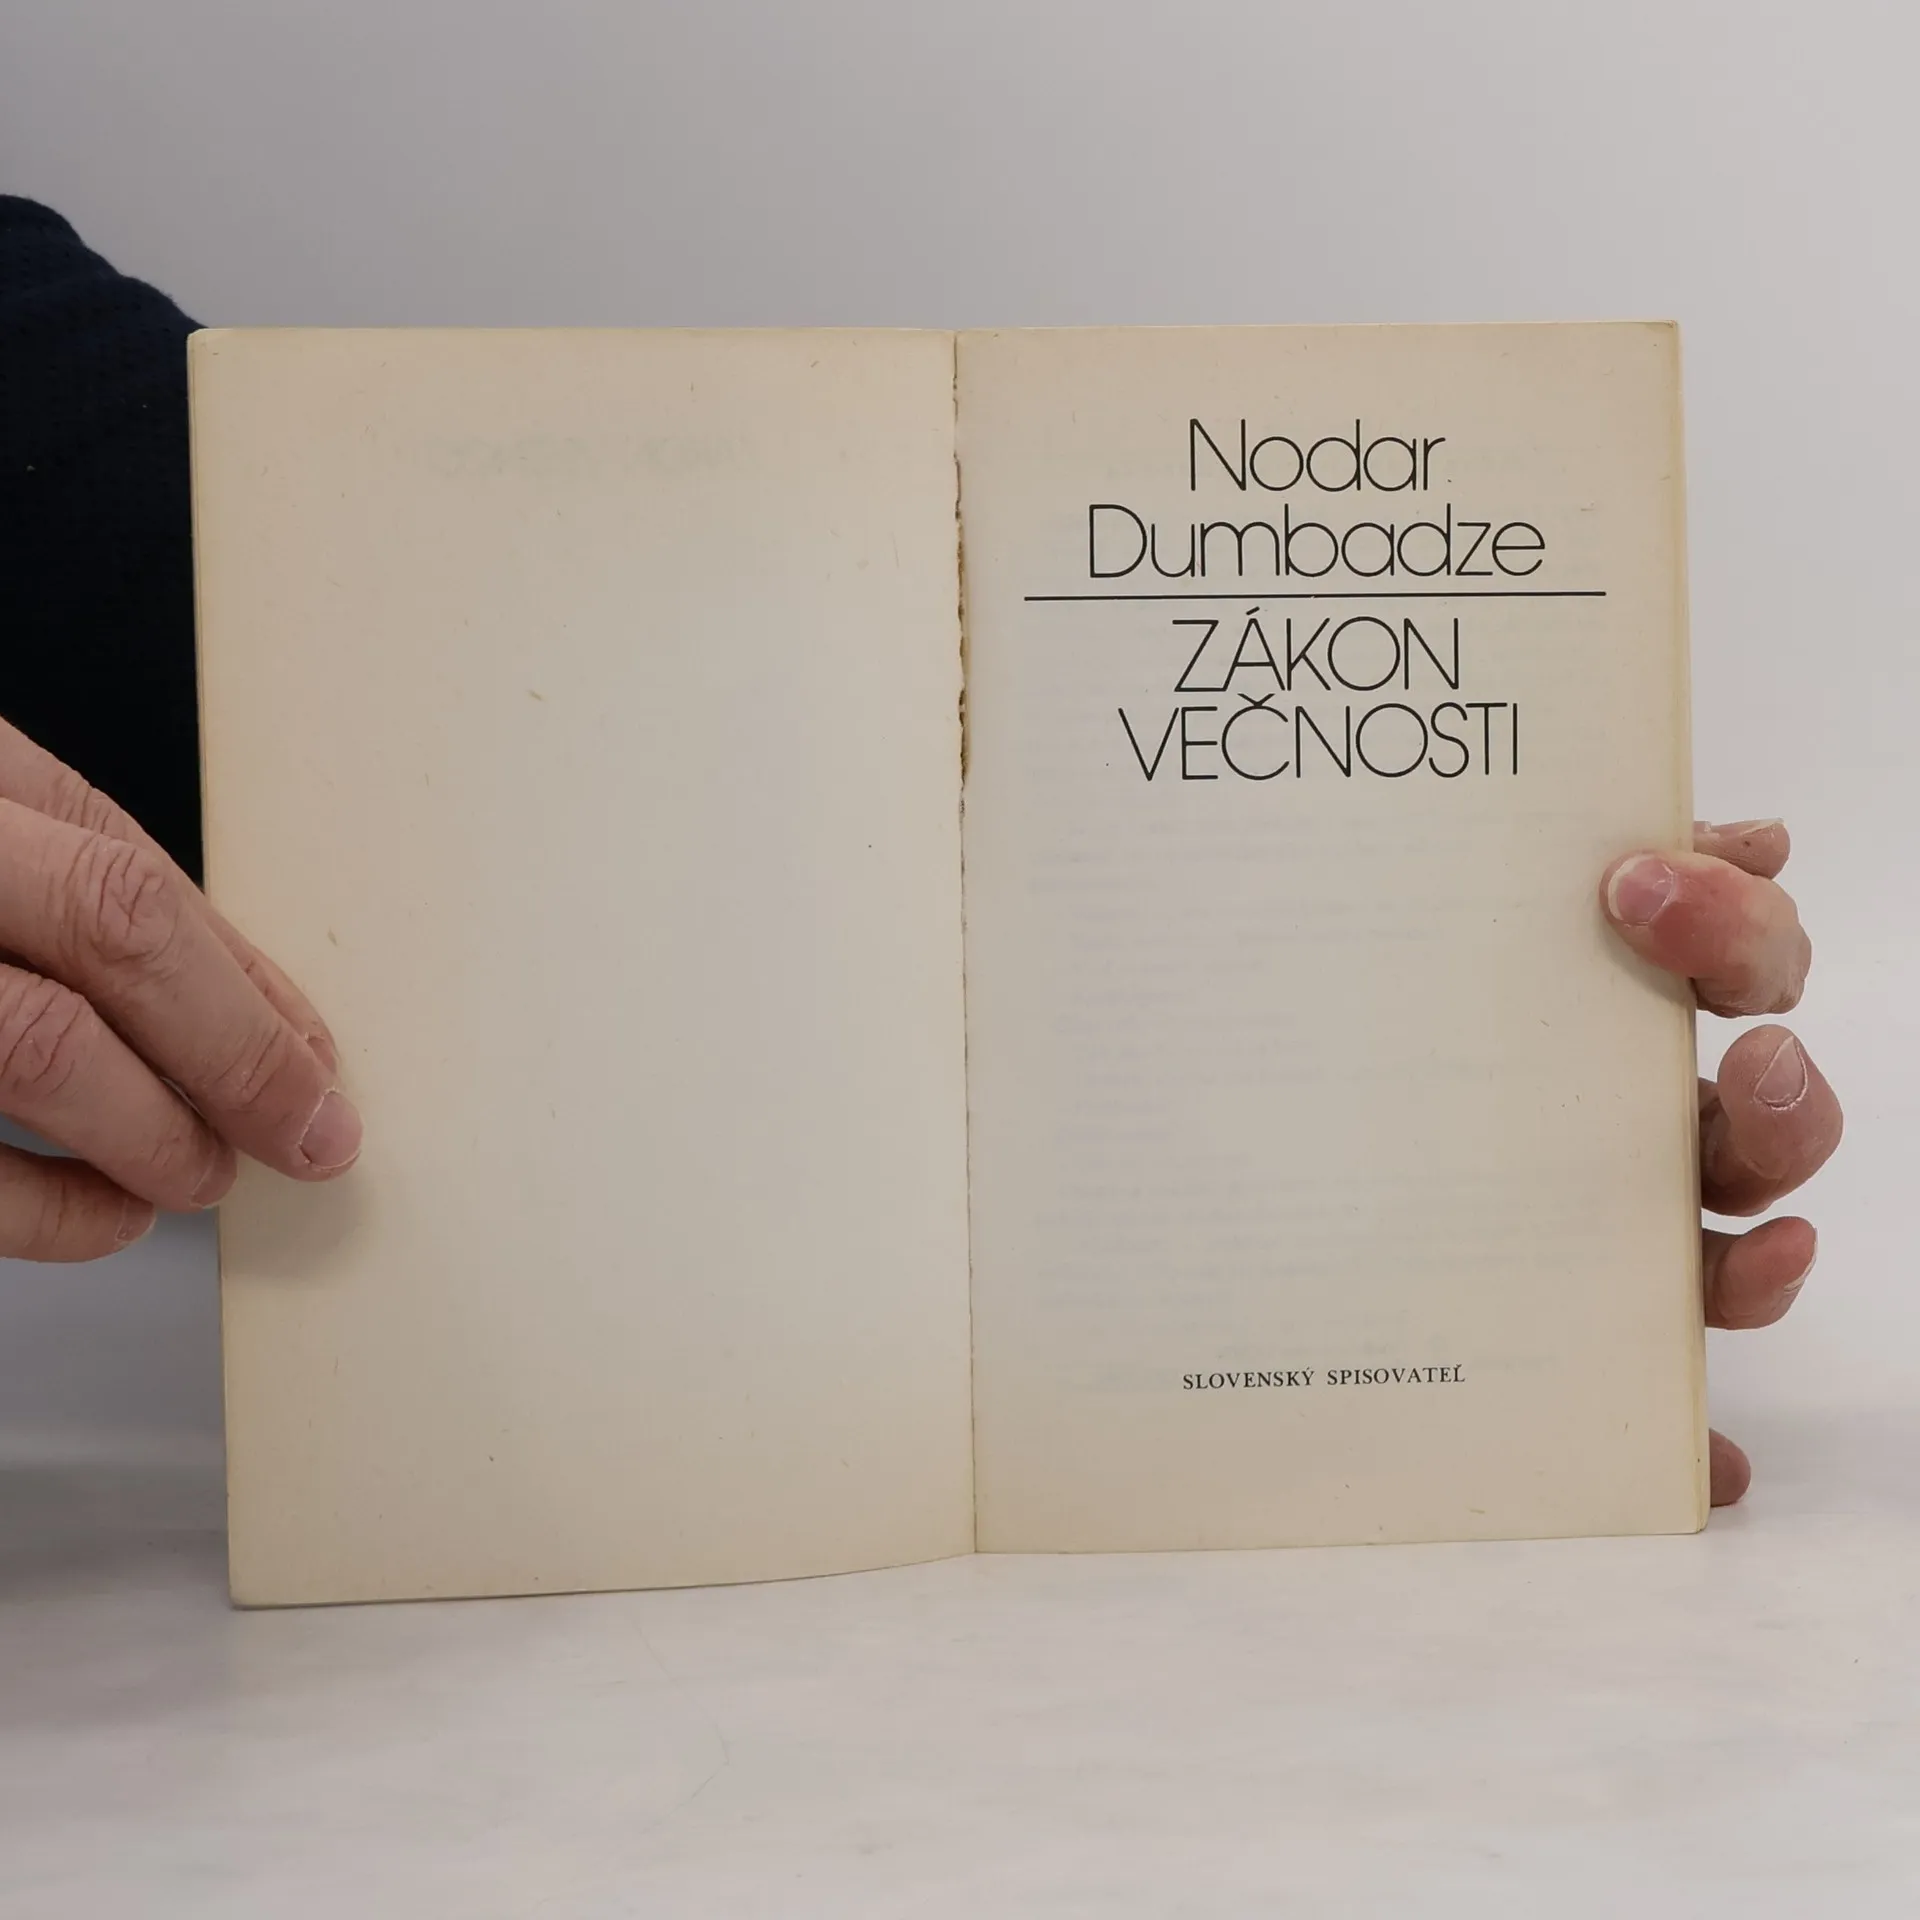 Nodar
Dumbadze
ZÁKON
VEČNOSTI
SLOVENSKÝ SPISOVATEĽ